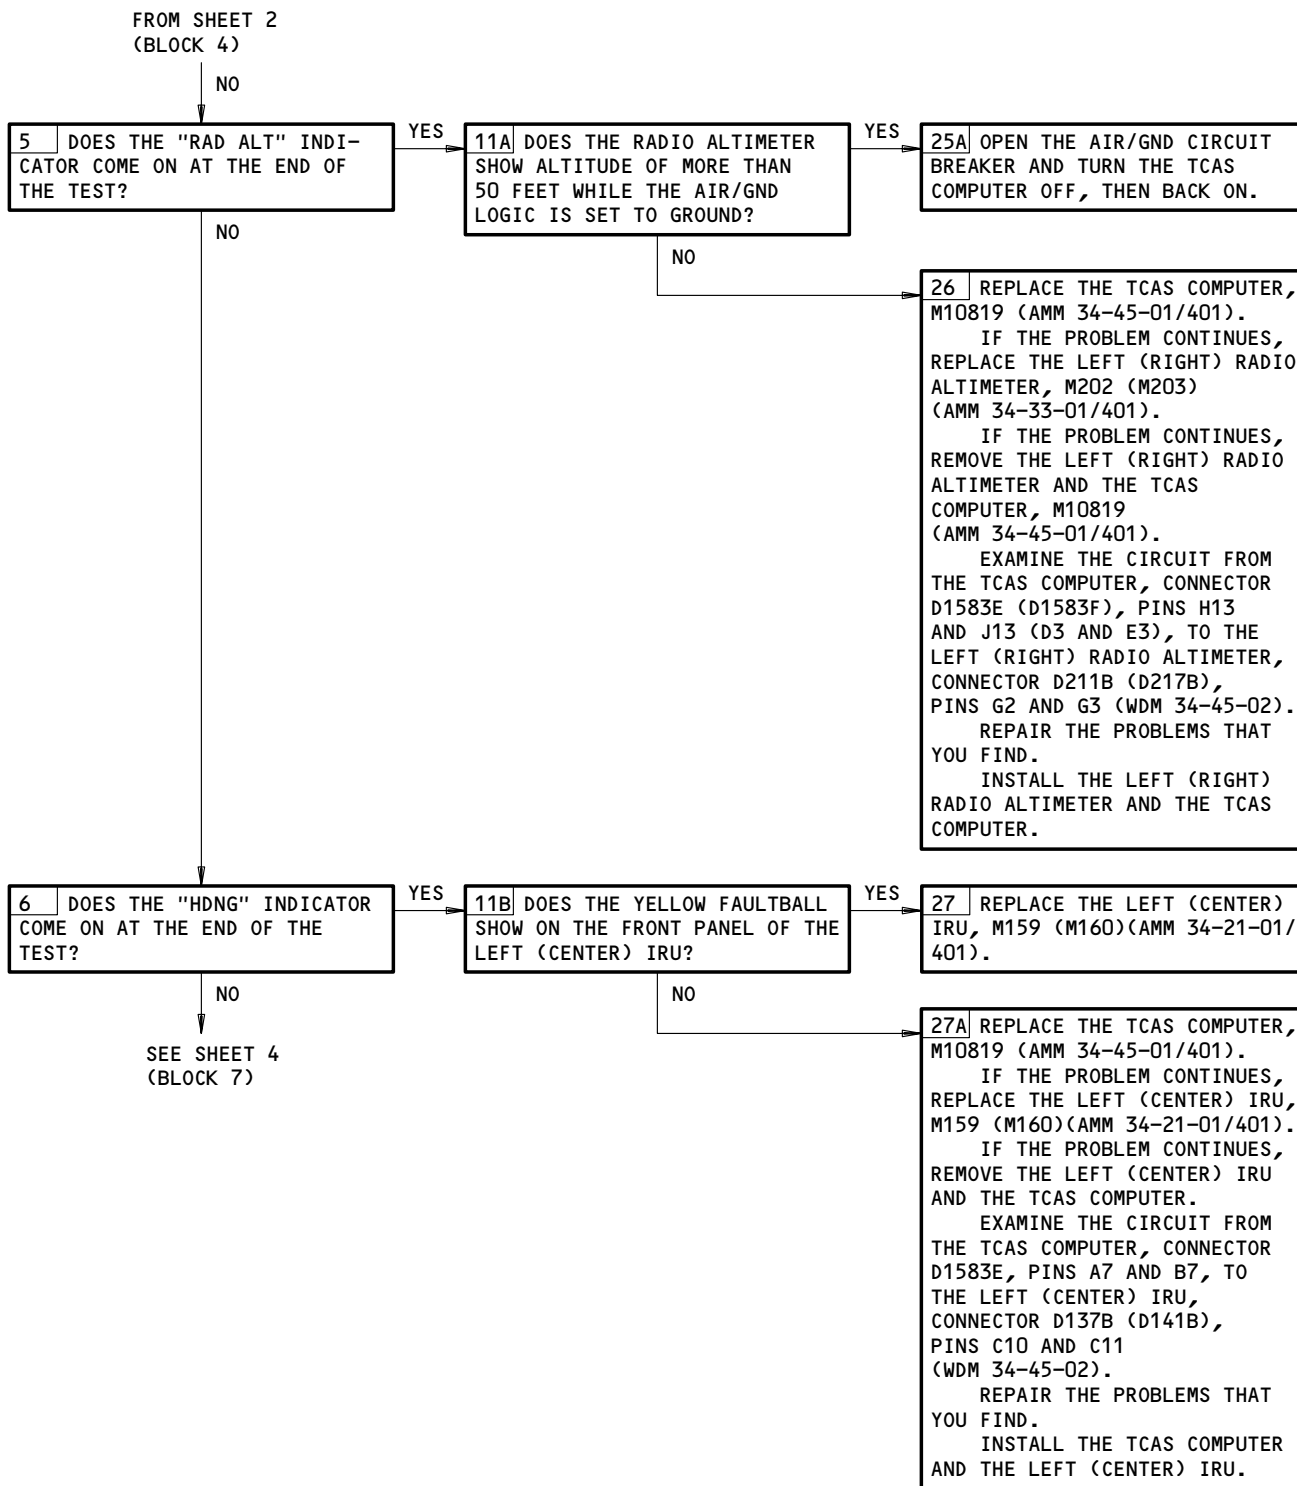 FROM SHEET 2
(BLOCK 4)
NO
5 DOES THE "RAD ALT" INDI-
CATOR COME ON AT THE END OF
THE TEST?
YES
11A DOES THE RADIO ALTIMETER
SHOW ALTITUDE OF MORE THAN
50 FEET WHILE THE AIR/GND
LOGIC IS SET TO GROUND?
YES
25A OPEN THE AIR/GND CIRCUIT
BREAKER AND TURN THE TCAS
COMPUTER OFF, THEN BACK ON.
NO
NO
26 REPLACE THE TCAS COMPUTER,
M10819 (AMM 34-45-01/401).
IF THE PROBLEM CONTINUES,
REPLACE THE LEFT (RIGHT) RADIO
ALTIMETER, M202 (M203)
(AMM 34-33-01/401).
IF THE PROBLEM CONTINUES,
REMOVE THE LEFT (RIGHT) RADIO
ALTIMETER AND THE TCAS
COMPUTER, M10819
(AMM 34-45-01/401).
EXAMINE THE CIRCUIT FROM
THE TCAS COMPUTER, CONNECTOR
D1583E (D1583F), PINS H13
AND J13 (D3 AND E3), TO THE
LEFT (RIGHT) RADIO ALTIMETER,
CONNECTOR D211B (D217B),
PINS G2 AND G3 (WDM 34-45-02).
REPAIR THE PROBLEMS THAT
YOU FIND.
INSTALL THE LEFT (RIGHT)
RADIO ALTIMETER AND THE TCAS
COMPUTER.
6 DOES THE "HDNG" INDICATOR
COME ON AT THE END OF THE
TEST?
YES
11B DOES THE YELLOW FAULTBALL
SHOW ON THE FRONT PANEL OF THE
LEFT (CENTER) IRU?
YES
27 REPLACE THE LEFT (CENTER)
IRU, M159 (M160)(AMM 34-21-01/
401).
NO
SEE SHEET 4
(BLOCK 7)
NO
27A REPLACE THE TCAS COMPUTER,
M10819 (AMM 34-45-01/401).
IF THE PROBLEM CONTINUES,
REPLACE THE LEFT (CENTER) IRU,
M159 (M160)(AMM 34-21-01/401).
IF THE PROBLEM CONTINUES,
REMOVE THE LEFT (CENTER) IRU
AND THE TCAS COMPUTER.
EXAMINE THE CIRCUIT FROM
THE TCAS COMPUTER, CONNECTOR
D1583E, PINS A7 AND B7, TO
THE LEFT (CENTER) IRU,
CONNECTOR D137B (D141B),
PINS C10 AND C11
(WDM 34-45-02).
REPAIR THE PROBLEMS THAT
YOU FIND.
INSTALL THE TCAS COMPUTER
AND THE LEFT (CENTER) IRU.